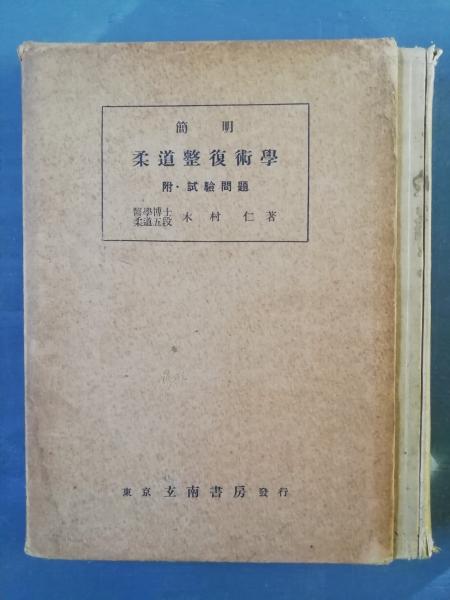 簡明
柔道整復術學
附・試驗問題
醫學博士
柔道五段 木村仁著
東京 立南書房 發行